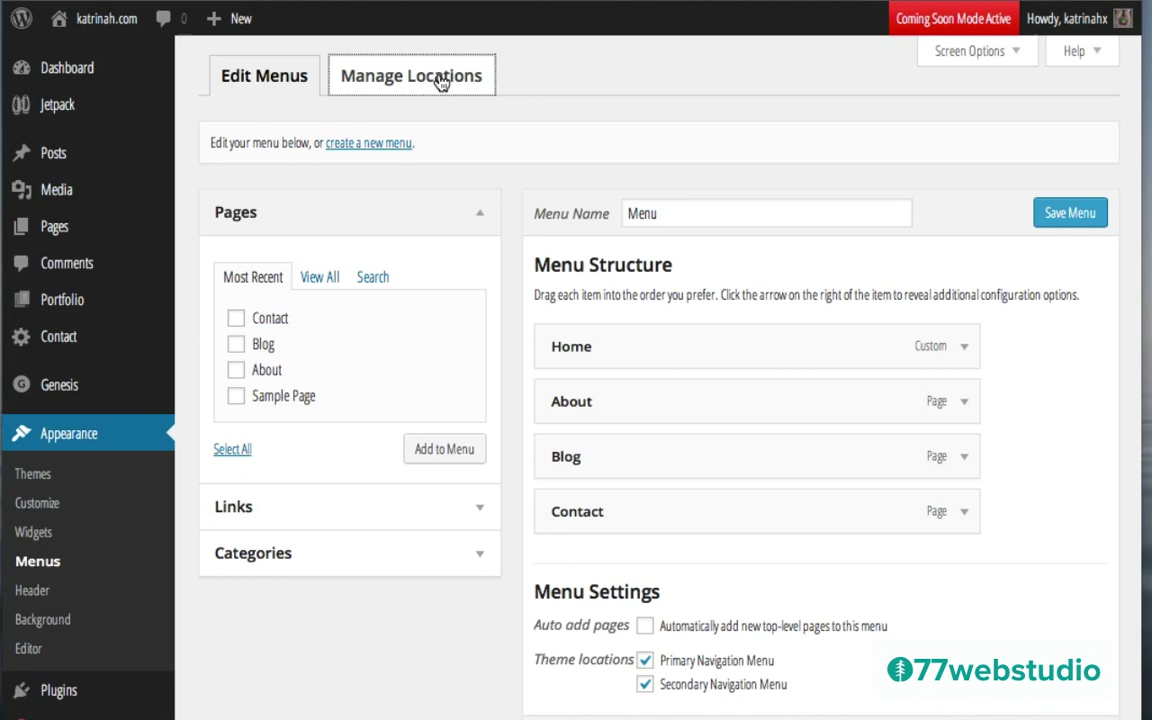 katrinah.com 0 New Coming Soon Mode Active Howdy, katrinahx
Screen Options Help
Dashboard
Jetpack
Posts
Media
Pages
Comments
Portfolio
Contact
Genesis
Appearance
Themes
Customize
Widgets
Menus
Header
Background
Editor
Plugins
Edit Menus Manage Locations
Edit your menu below, or create a new menu.
Pages
Most Recent View All Search
Contact
Blog
About
Sample Page
Select All Add to Menu
Links
Categories
Menu Name Menu Save Menu
Menu Structure
Drag each item into the order you prefer. Click the arrow on the right of the item to reveal additional configuration options.
Home Custom
About Page
Blog Page
Contact Page
Menu Settings
Auto add pages Automatically add new top-level pages to this menu
Theme locations Primary Navigation Menu
Secondary Navigation Menu
77webstudio